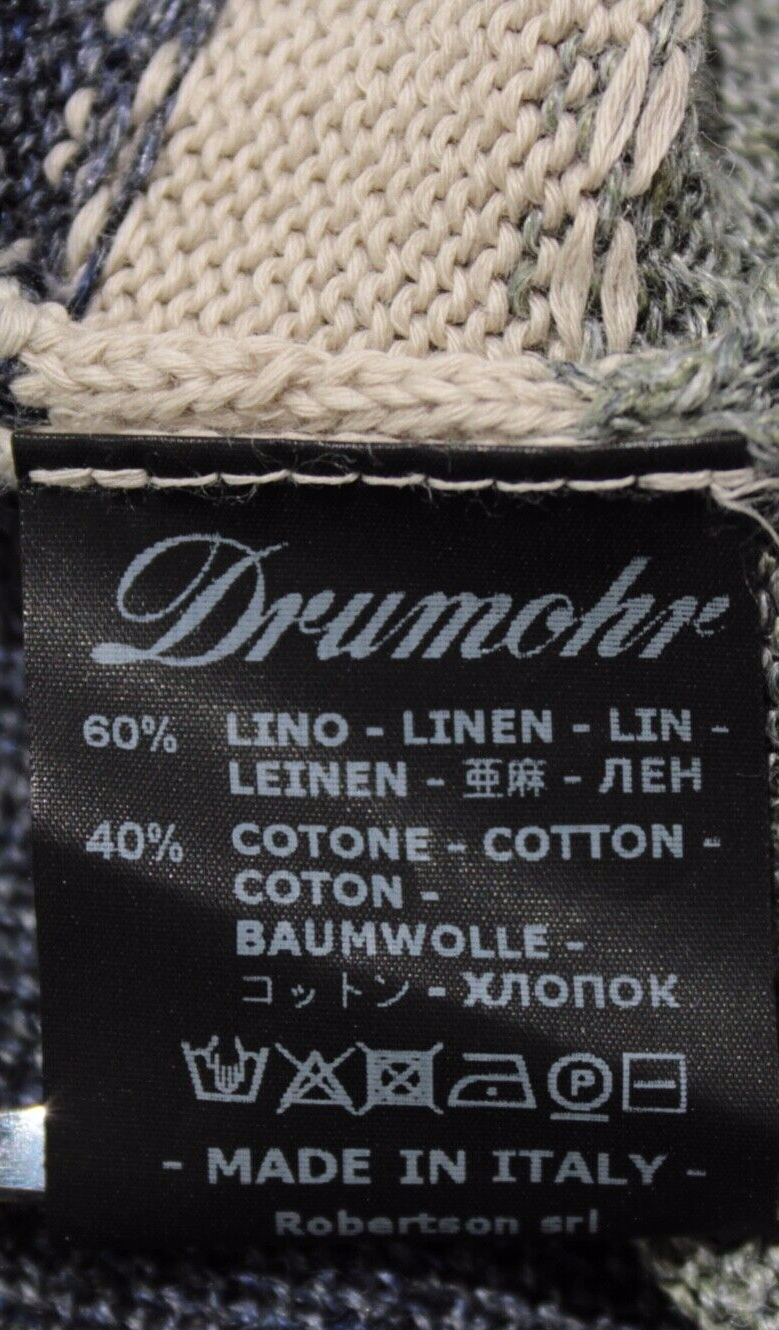 Drumohr
60% LINO - LINEN - LIN -
LEINEN - 亜麻 - ЛЕН
40% COTONE - COTTON -
COTON -
BAUMWOLLE -
コットン - ХЛОПОК
P
- MADE IN ITALY -
Robertson srl